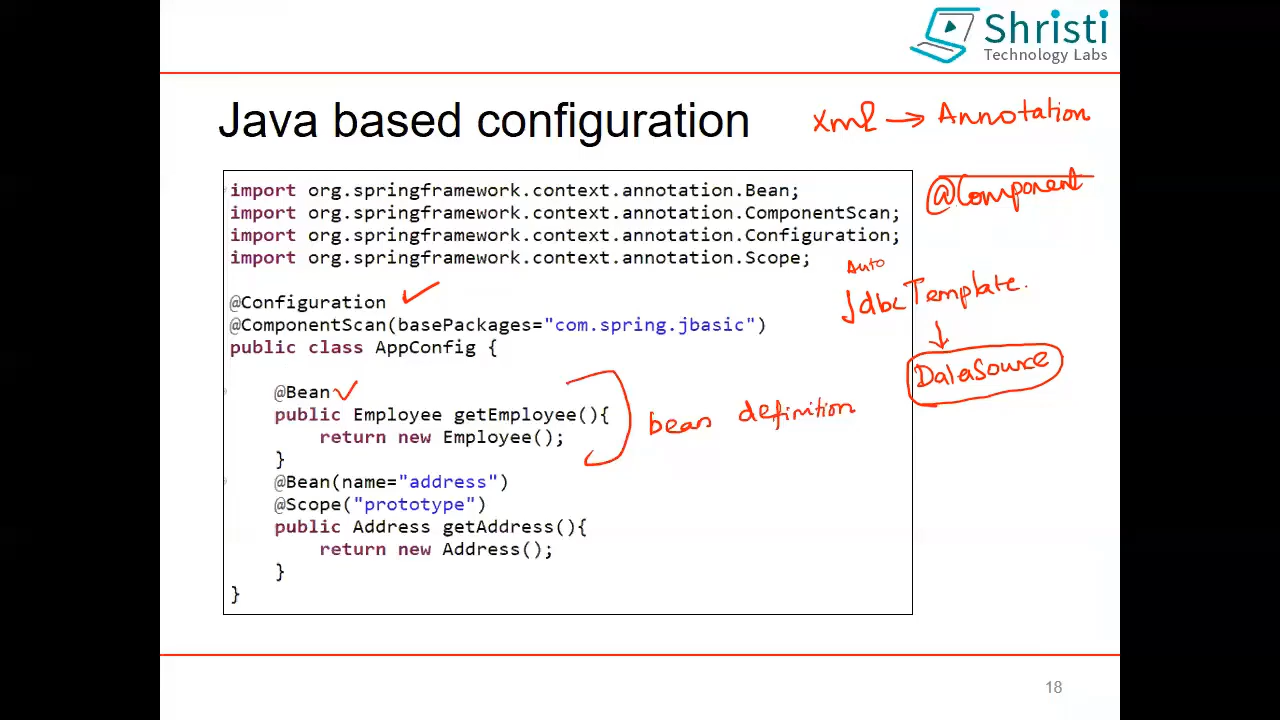 Shristi
Technology Labs
Java based configuration
xml → Annotation
@Component
import org.springframework.context.annotation.Bean;
import org.springframework.context.annotation.ComponentScan;
import org.springframework.context.annotation.Configuration;
import org.springframework.context.annotation.Scope;
Auto
JdbcTemplate.
DataSource
@Configuration
@ComponentScan(basePackages="com.spring.jbasic")
public class AppConfig {
@Bean
public Employee getEmployee(){
return new Employee();
}
bean definition
@Bean(name="address")
@Scope("prototype")
public Address getAddress(){
return new Address();
}
}
18